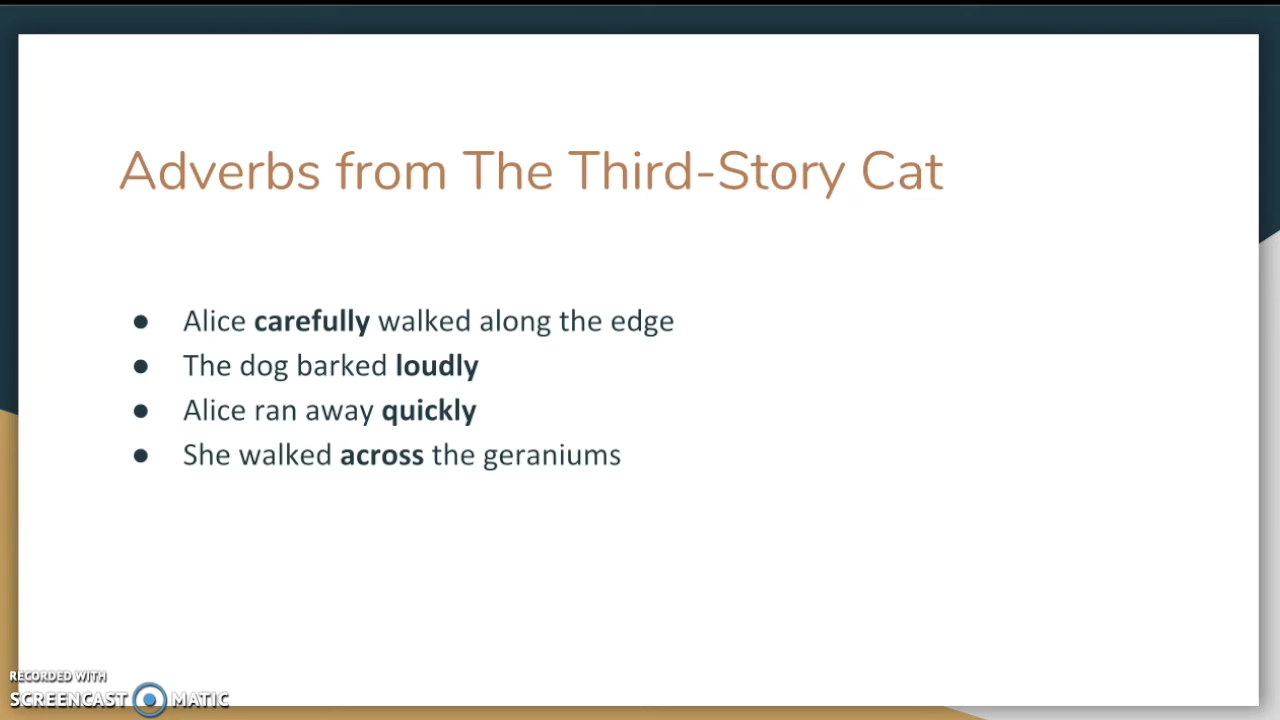 Adverbs from The Third-Story Cat
● Alice carefully walked along the edge
● The dog barked loudly
● Alice ran away quickly
● She walked across the geraniums
RECORDED WITH
SCREENCAST MATIC